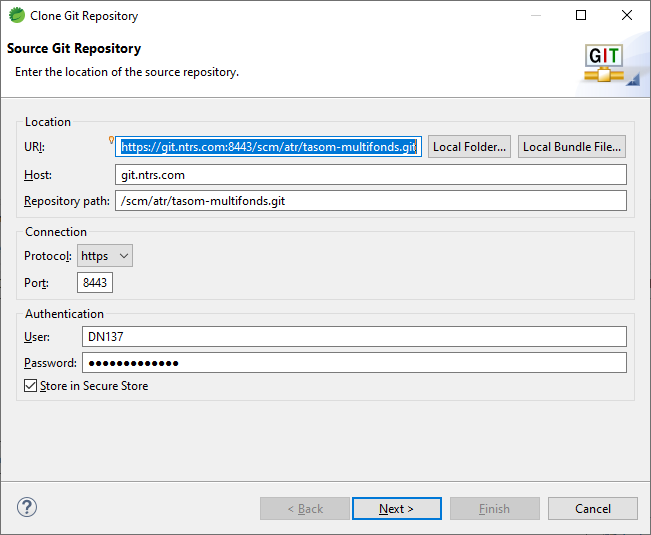 Clone Git Repository
Source Git Repository
Enter the location of the source repository.
GIT
Location
URI: https://git.ntrs.com:8443/scm/atr/tasom-multifonds.git Local Folder... Local Bundle File...
Host: git.ntrs.com
Repository path: /scm/atr/tasom-multifonds.git
Connection
Protocol: https
Port: 8443
Authentication
User: DN137
Password: ●●●●●●●●●●●●●
Store in Secure Store
? < Back Next > Finish Cancel